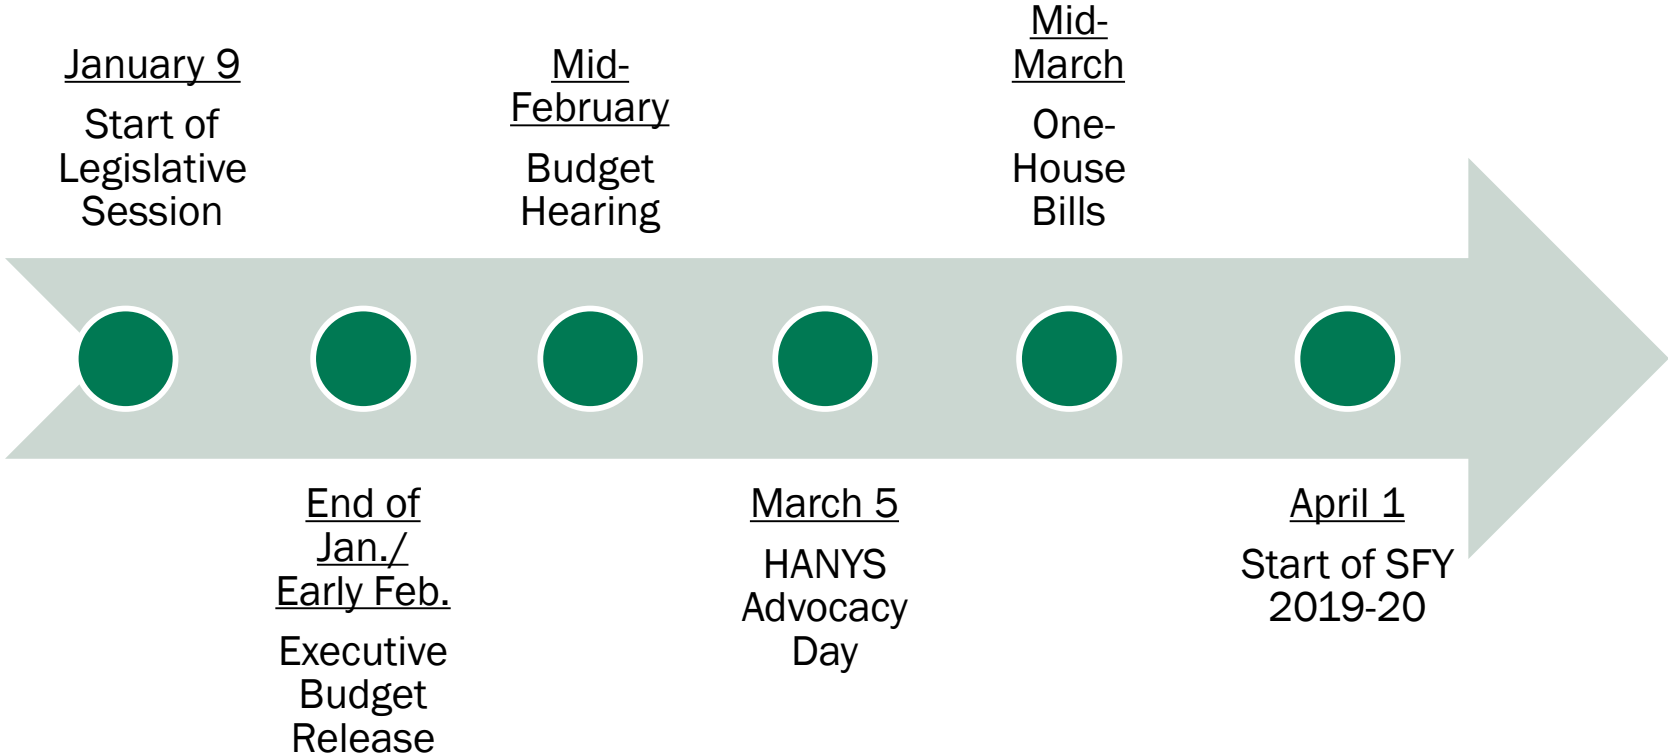 January 9
Start of
Legislative
Session
End of
Jan./
Early Feb.
Executive
Budget
Release
Mid-
February
Budget
Hearing
March 5
HANYS
Advocacy
Day
Mid-
March
One-
House
Bills
April 1
Start of SFY
2019-20